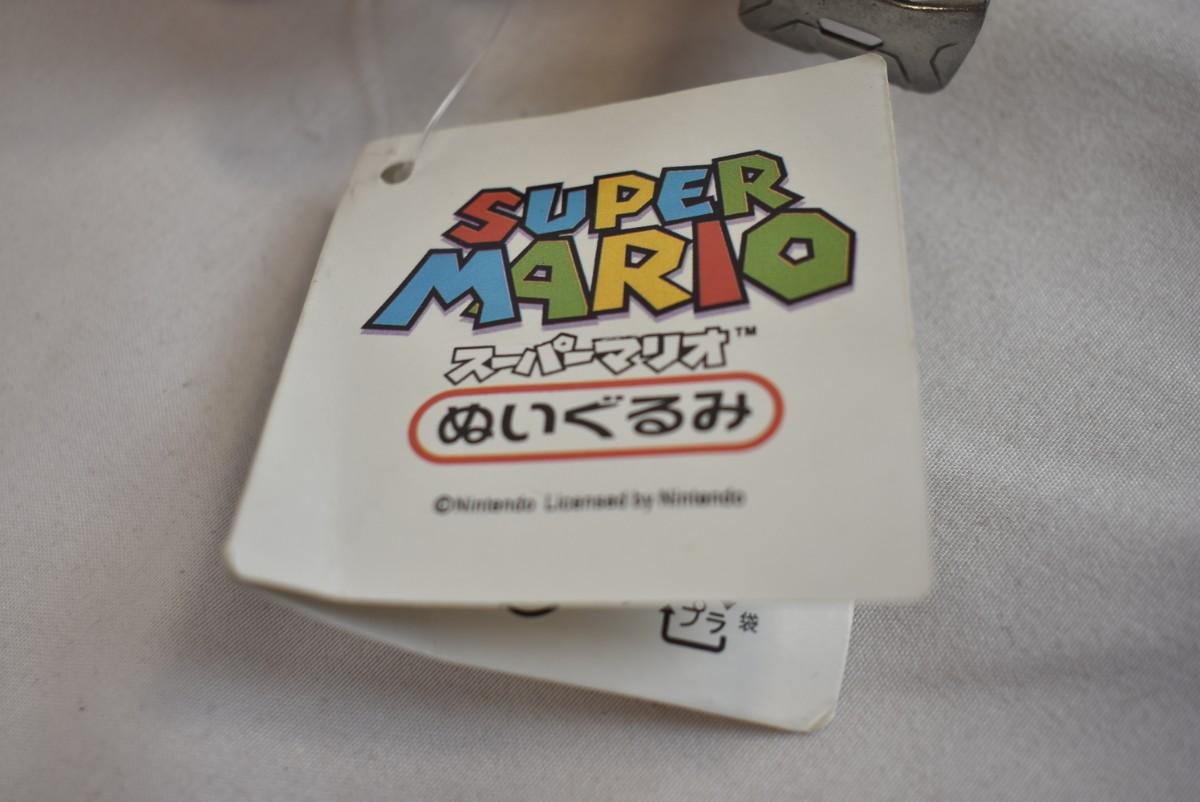 SUPER
MARIO
スーパーマリオ™
ぬいぐるみ
©Nintendo Licensed by Nintendo
プラ 袋